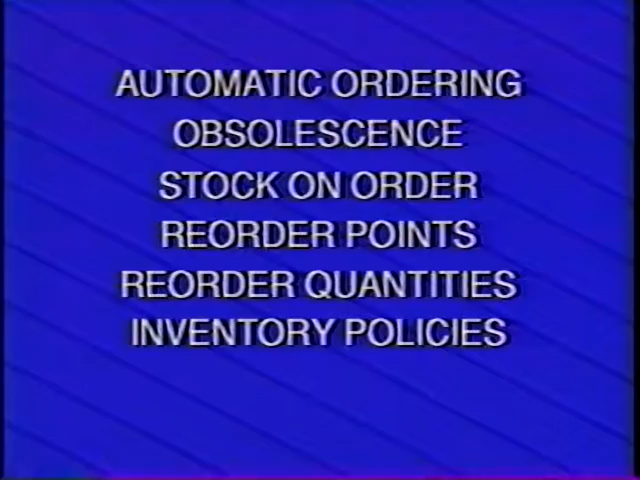 AUTOMATIC ORDERING
OBSOLESCENCE
STOCK ON ORDER
REORDER POINTS
REORDER QUANTITIES
INVENTORY POLICIES